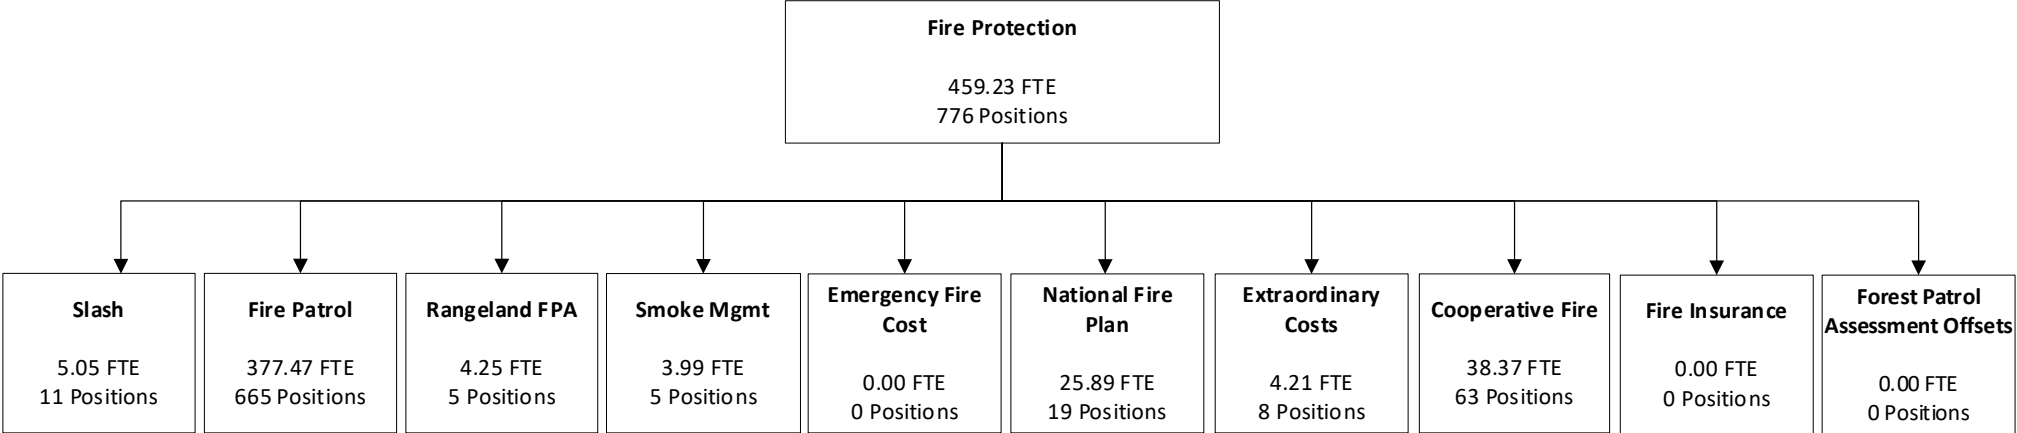 Fire Protection
459.23 FTE
776 Positions
Slash
5.05 FTE
11 Positions
Fire Patrol
377.47 FTE
665 Positions
Rangeland FPA
4.25 FTE
5 Positions
Smoke Mgmt
3.99 FTE
5 Positions
Emergency Fire
Cost
0.00 FTE
0 Positions
National Fire
Plan
25.89 FTE
19 Positions
Extraordinary
Costs
4.21 FTE
8 Positions
Cooperative Fire
38.37 FTE
63 Positions
Fire Insurance
0.00 FTE
0 Positions
Forest Patrol
Assessment Offsets
0.00 FTE
0 Positions